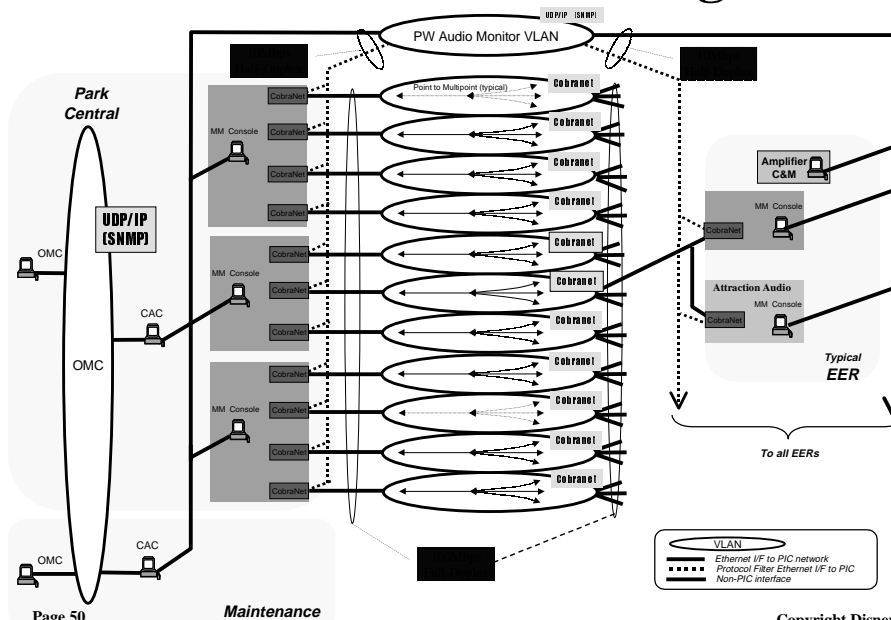 UDP/IP (SNMP)
PW Audio Monitor VLAN
Park
Central
CobraNet
Point to Multipoint (typical)
Cobranet
CobraNet
Cobranet
MM Console
CobraNet
Cobranet
CobraNet
Cobranet
Amplifier
C&M
UDP/IP
(SNMP)
MM Console
CobraNet
CobraNet
Cobranet
OMC
CobraNet
Cobranet
MM Console
Attraction Audio
MM Console
CobraNet
CAC
CobraNet
Cobranet
OMC
CobraNet
Cobranet
Typical
EER
MM Console
CobraNet
Cobranet
CobraNet
Cobranet
To all EERs
CobraNet
Cobranet
VLAN
OMC
CAC
Ethernet I/F to PIC network
Protocol Filter Ethernet I/F to PIC
Non-PIC interface
Page 50
Maintenance